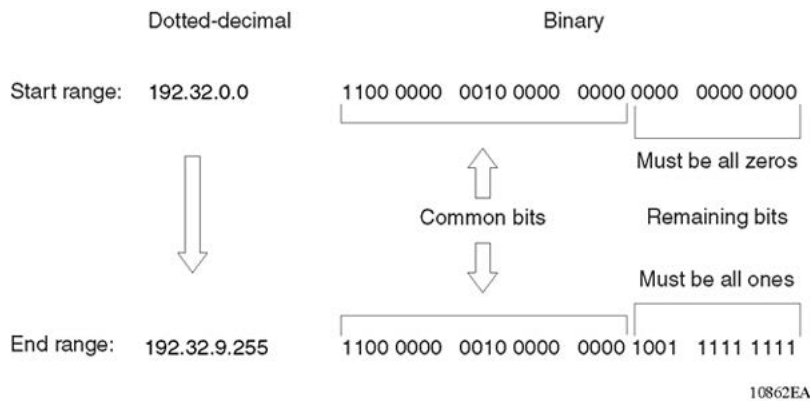 Dotted-decimal Binary
Start range: 192.32.0.0 1100 0000 0010 0000 0000 0000 0000 0000
Must be all zeros
Common bits Remaining bits
Must be all ones
End range: 192.32.9.255 1100 0000 0010 0000 0000 1001 1111 1111
10862EA